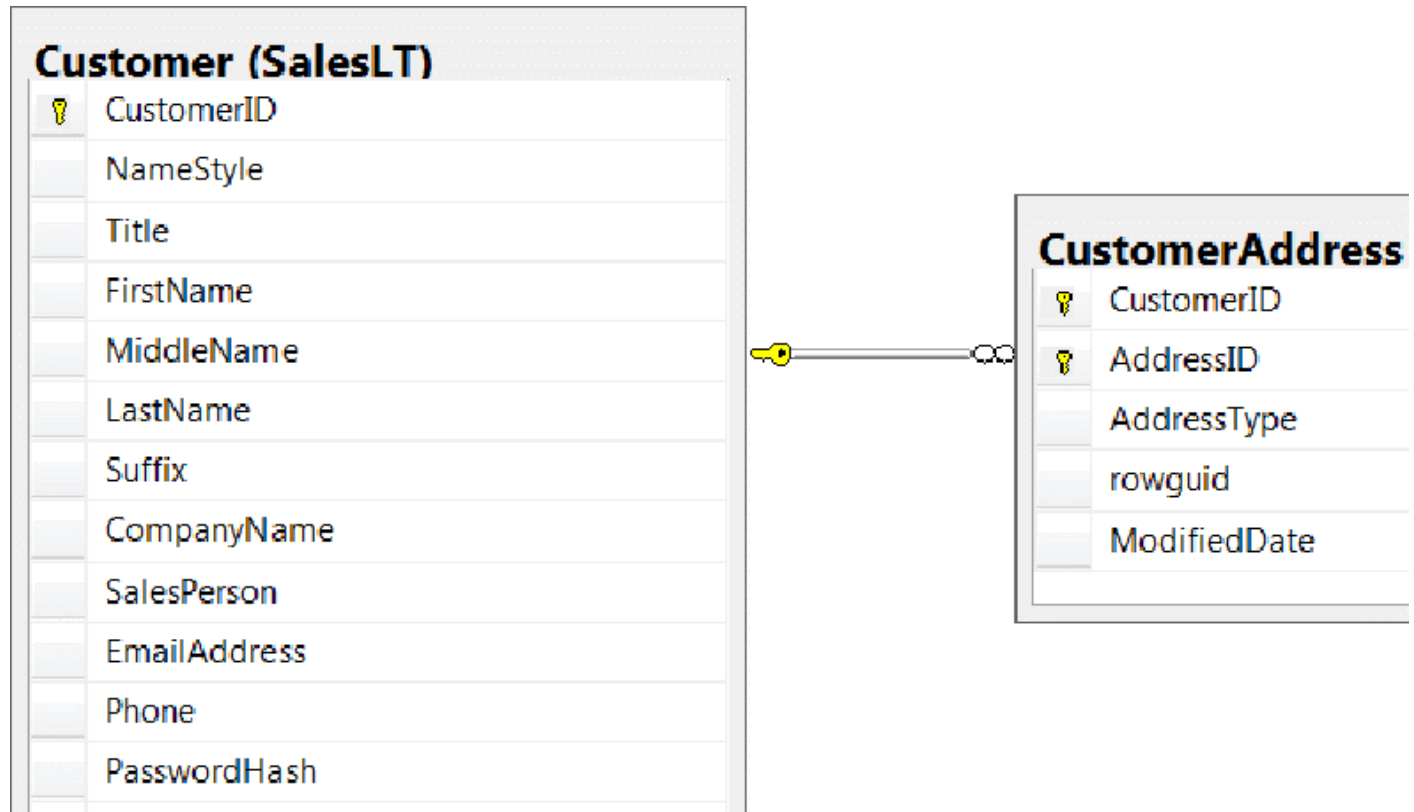 Customer (SalesLT)
CustomerID
NameStyle
Title
FirstName
MiddleName
LastName
Suffix
CompanyName
SalesPerson
EmailAddress
Phone
PasswordHash
CustomerAddress
CustomerID
AddressID
AddressType
rowguid
ModifiedDate